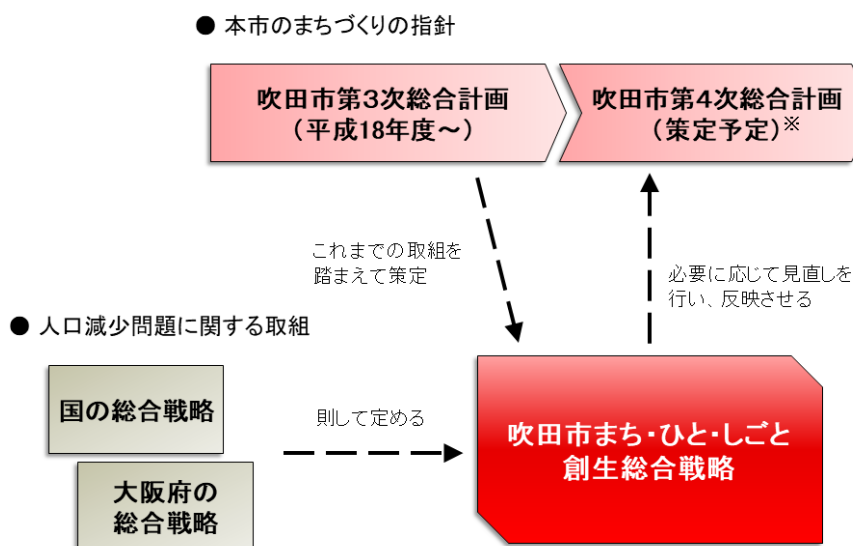 ● 本市のまちづくりの指針
吹田市第3次総合計画
（平成18年度～）
吹田市第4次総合計画
（策定予定）※
これまでの取組を
踏まえて策定
必要に応じて見直しを
行い、反映させる
● 人口減少問題に関する取組
国の総合戦略
則して定める
吹田市まち・ひと・しごと
創生総合戦略
大阪府の
総合戦略